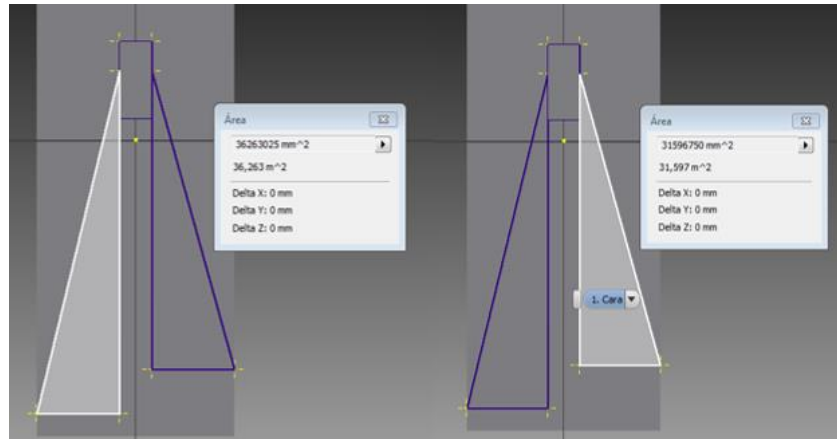 Área
36263025 mm^2
36,263 m^2
Delta X: 0 mm
Delta Y: 0 mm
Delta Z: 0 mm
Área
31596750 mm^2
31,597 m^2
Delta X: 0 mm
Delta Y: 0 mm
Delta Z: 0 mm
1. Cara